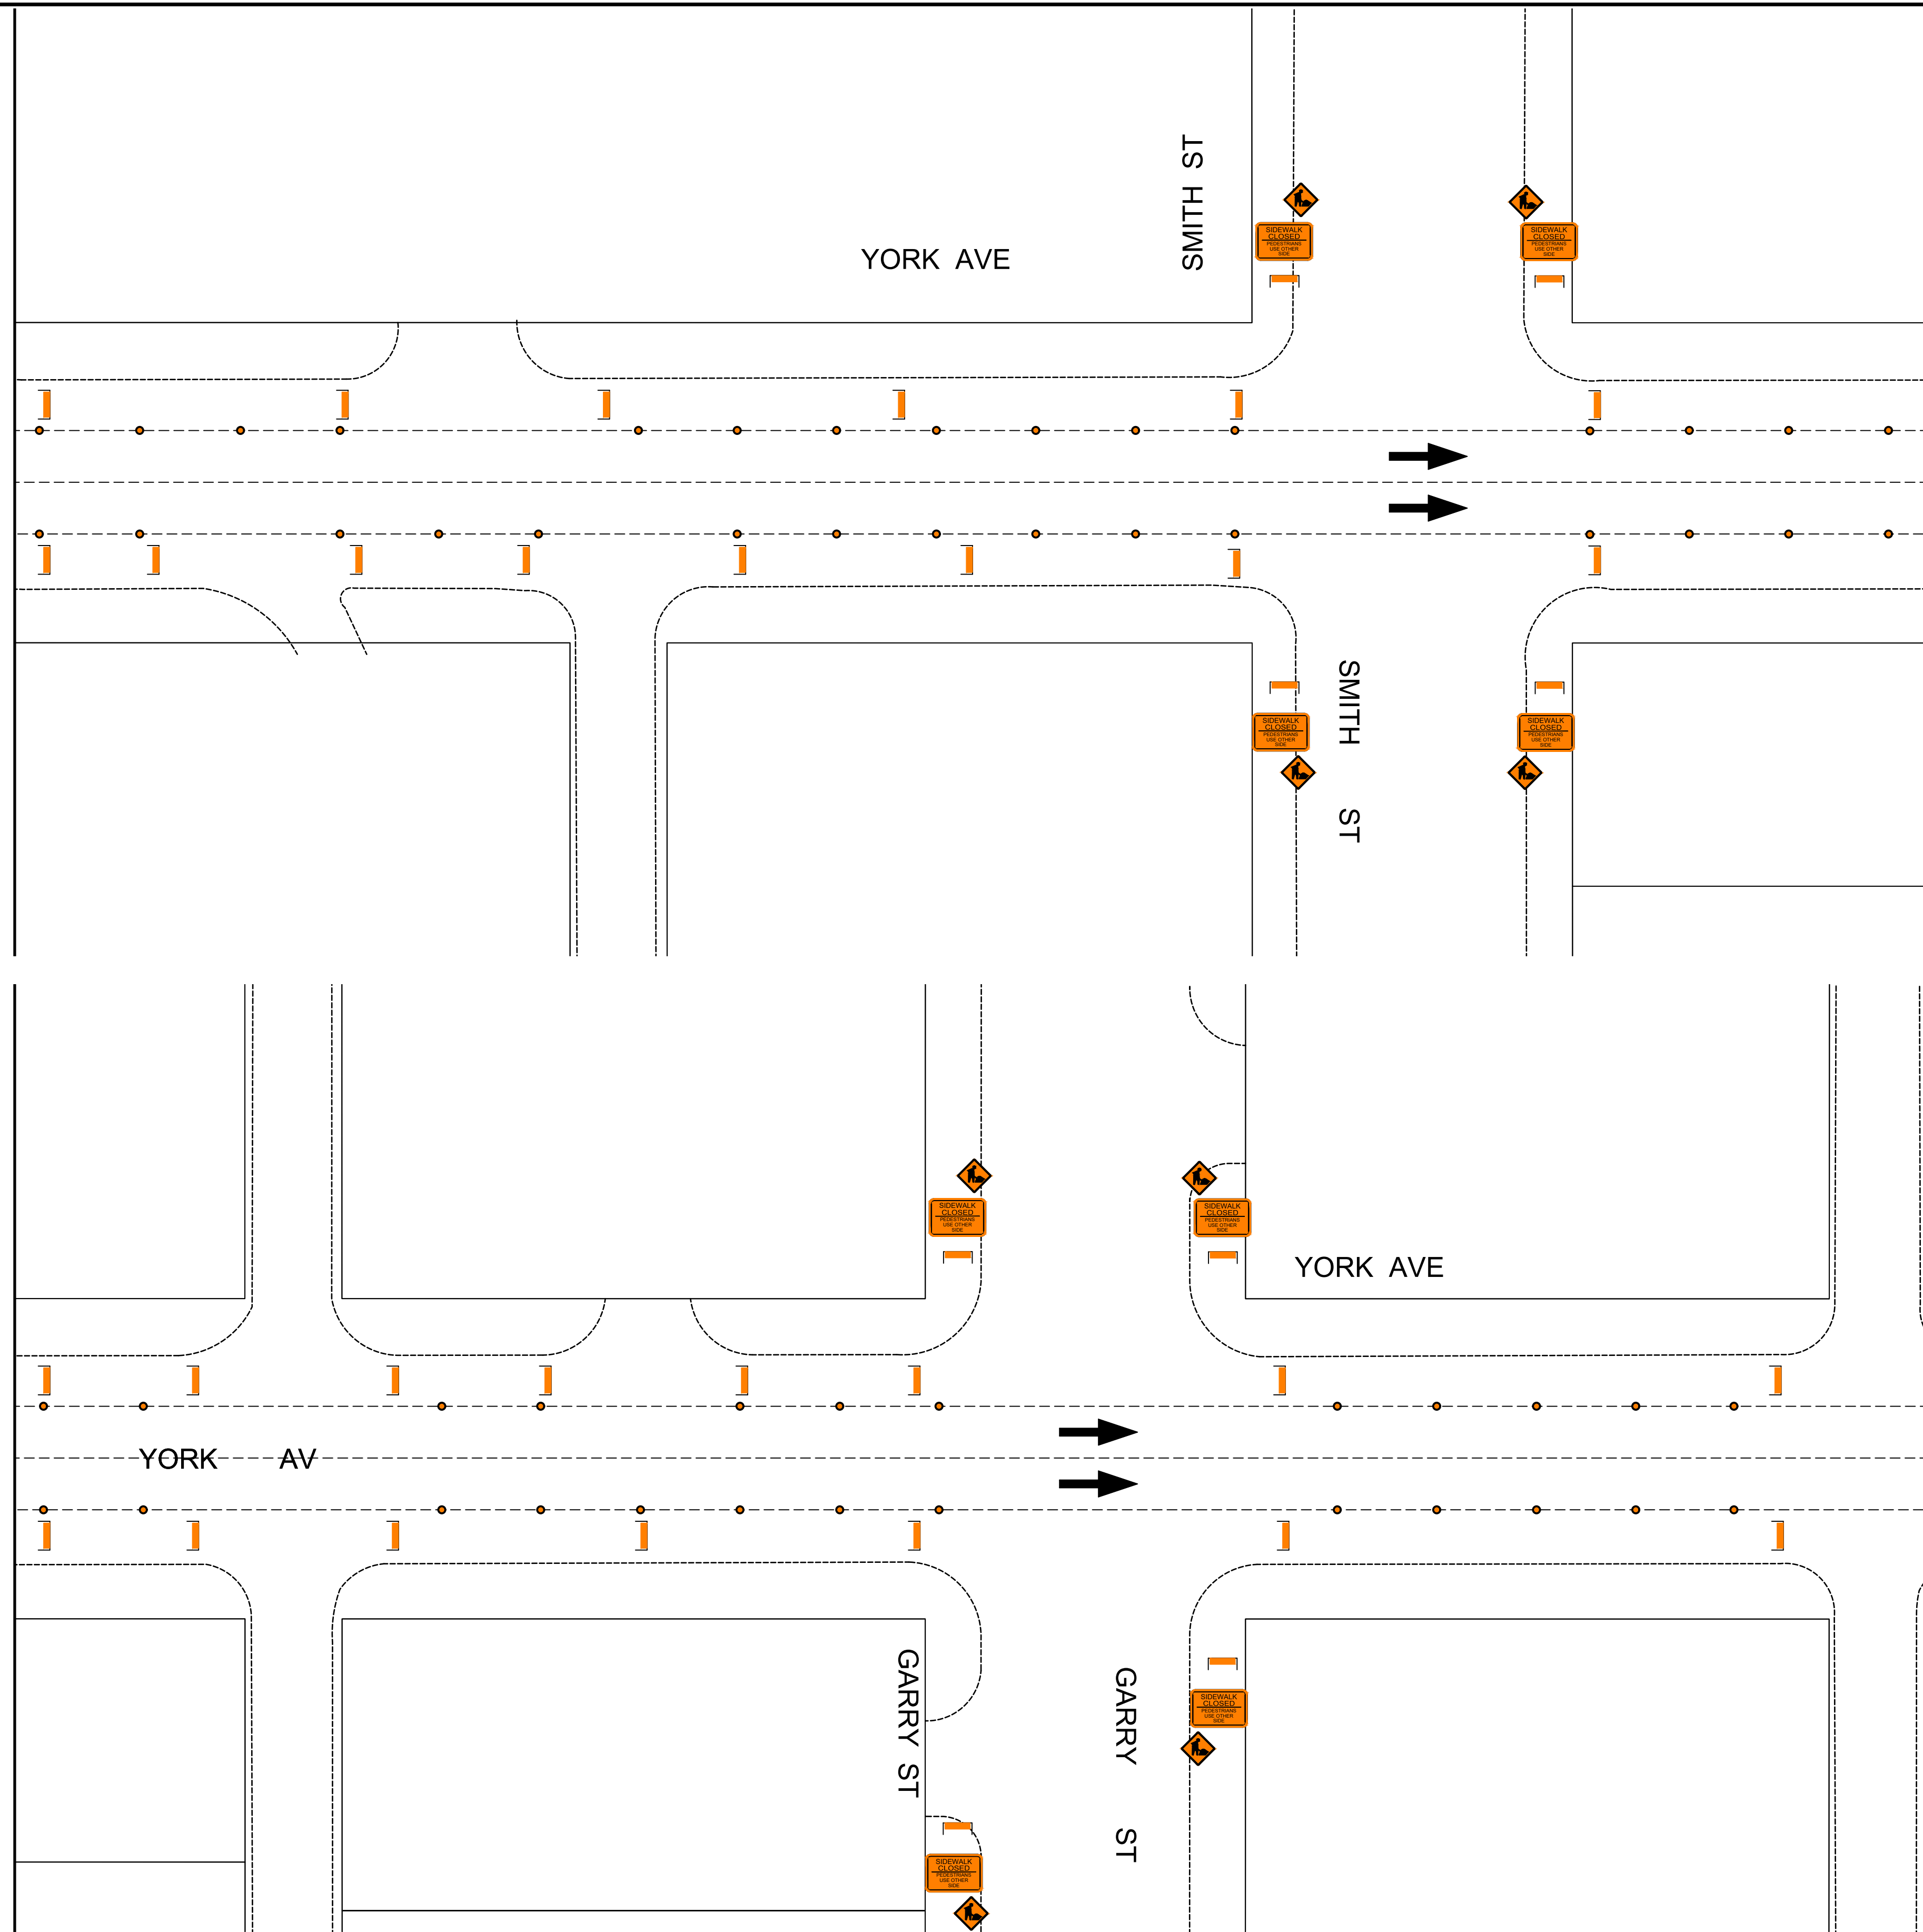 SMITH ST
YORK AVE
SIDEWALK
CLOSED
PEDESTRIANS
USE OTHER
SIDE
SIDEWALK
CLOSED
PEDESTRIANS
USE OTHER
SIDE
SMITH ST
SIDEWALK
CLOSED
PEDESTRIANS
USE OTHER
SIDE
SIDEWALK
CLOSED
PEDESTRIANS
USE OTHER
SIDE
SIDEWALK
CLOSED
PEDESTRIANS
USE OTHER
SIDE
SIDEWALK
CLOSED
PEDESTRIANS
USE OTHER
SIDE
YORK AVE
YORK AV
GARRY ST
GARRY ST
SIDEWALK
CLOSED
PEDESTRIANS
USE OTHER
SIDE
SIDEWALK
CLOSED
PEDESTRIANS
USE OTHER
SIDE